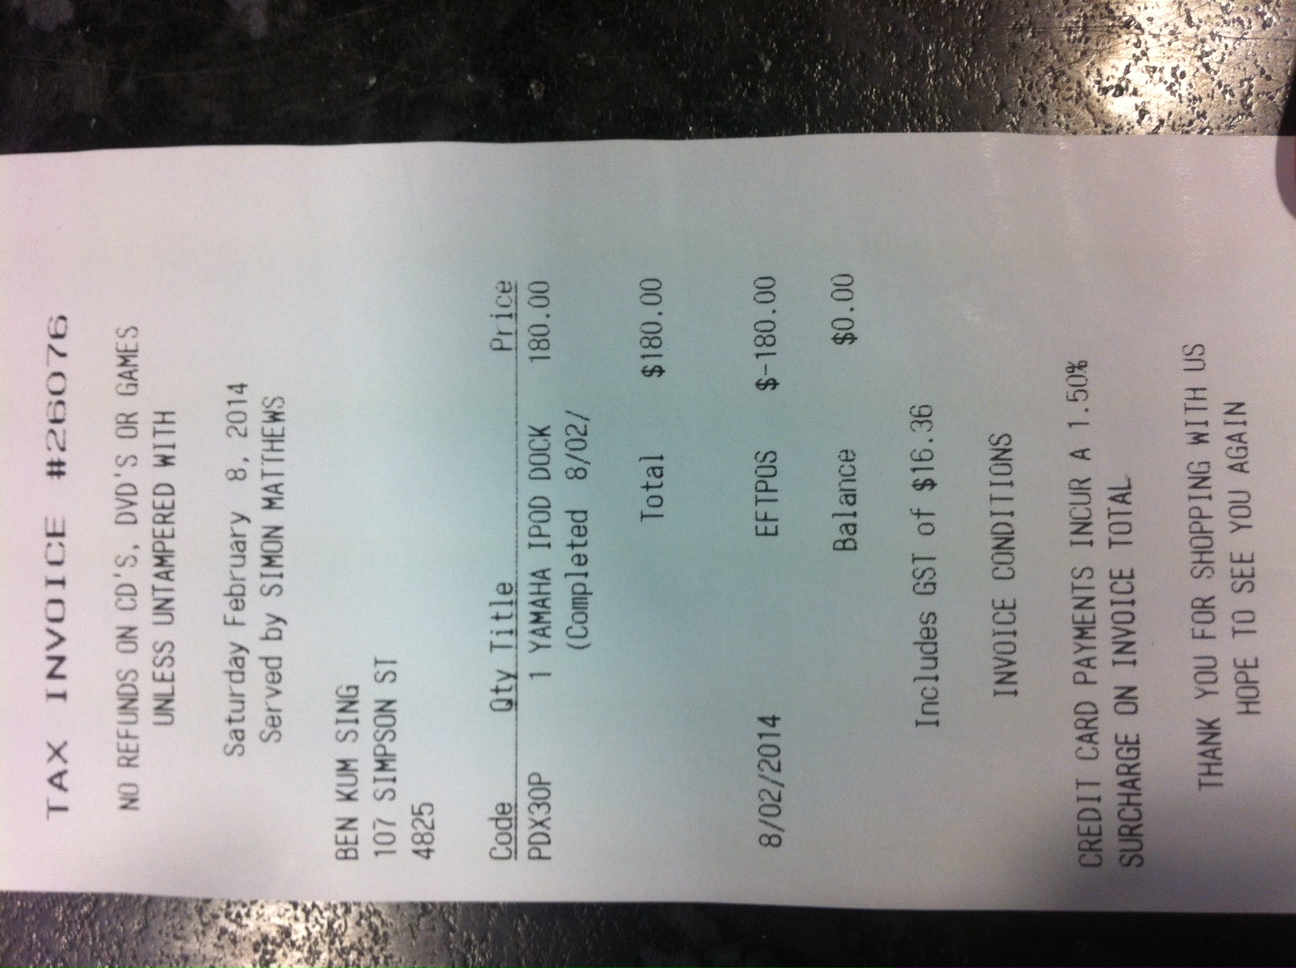 TAX INVOICE #26076
NO REFUNDS ON CD'S, DVD'S OR GAMES
UNLESS UNTAMPERED WITH
Saturday February 8, 2014
Served by SIMON MATTHEWS
BEN KUM SING
107 SIMPSON ST
4825
Code Qty Title Price
PDX30P 1 YAMAHA IPOD DOCK 180.00
(Completed 8/02/
Total $180.00
8/02/2014 EFTPOS $-180.00
Balance $0.00
Includes GST of $16.36
INVOICE CONDITIONS
CREDIT CARD PAYMENTS INCUR A 1.50%
SURCHARGE ON INVOICE TOTAL
THANK YOU FOR SHOPPING WITH US
HOPE TO SEE YOU AGAIN